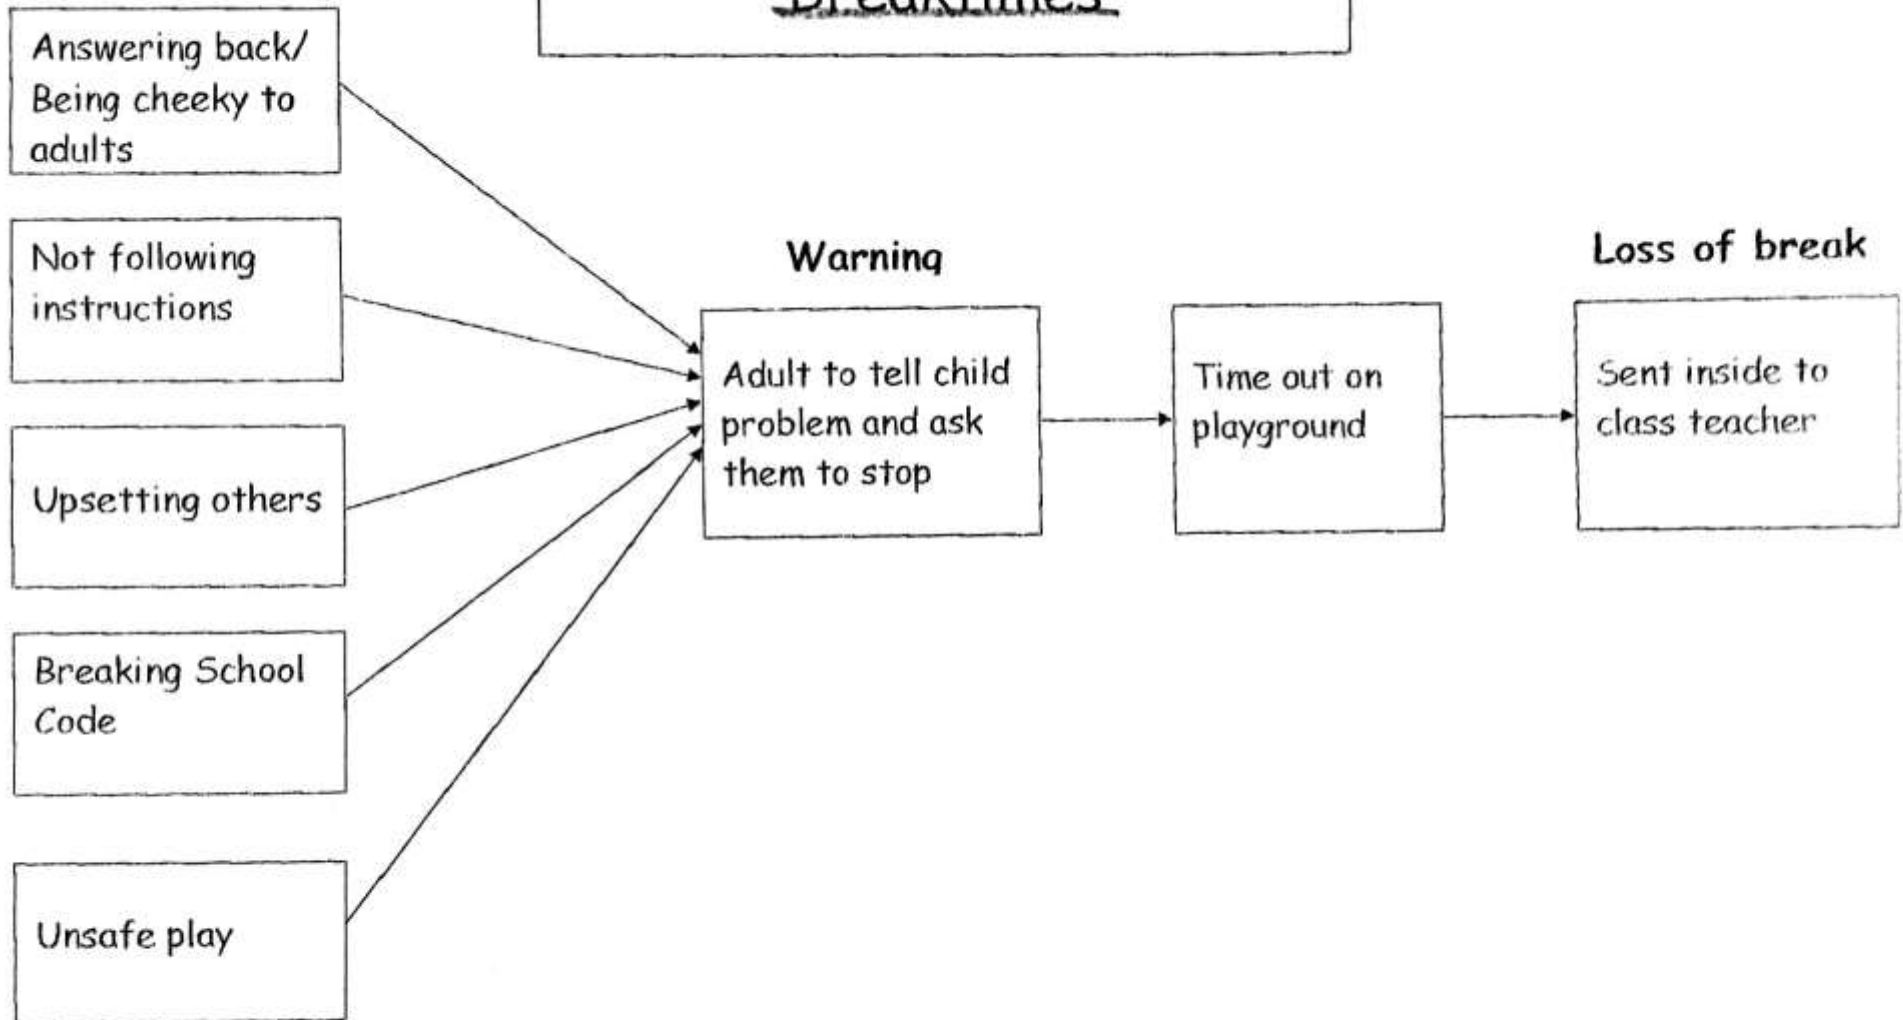 Breaktimes
Answering back/
Being cheeky to
adults
Not following
instructions
Upsetting others
Breaking School
Code
Unsafe play
Warning
Adult to tell child
problem and ask
them to stop
Time out on
playground
Loss of break
Sent inside to
class teacher